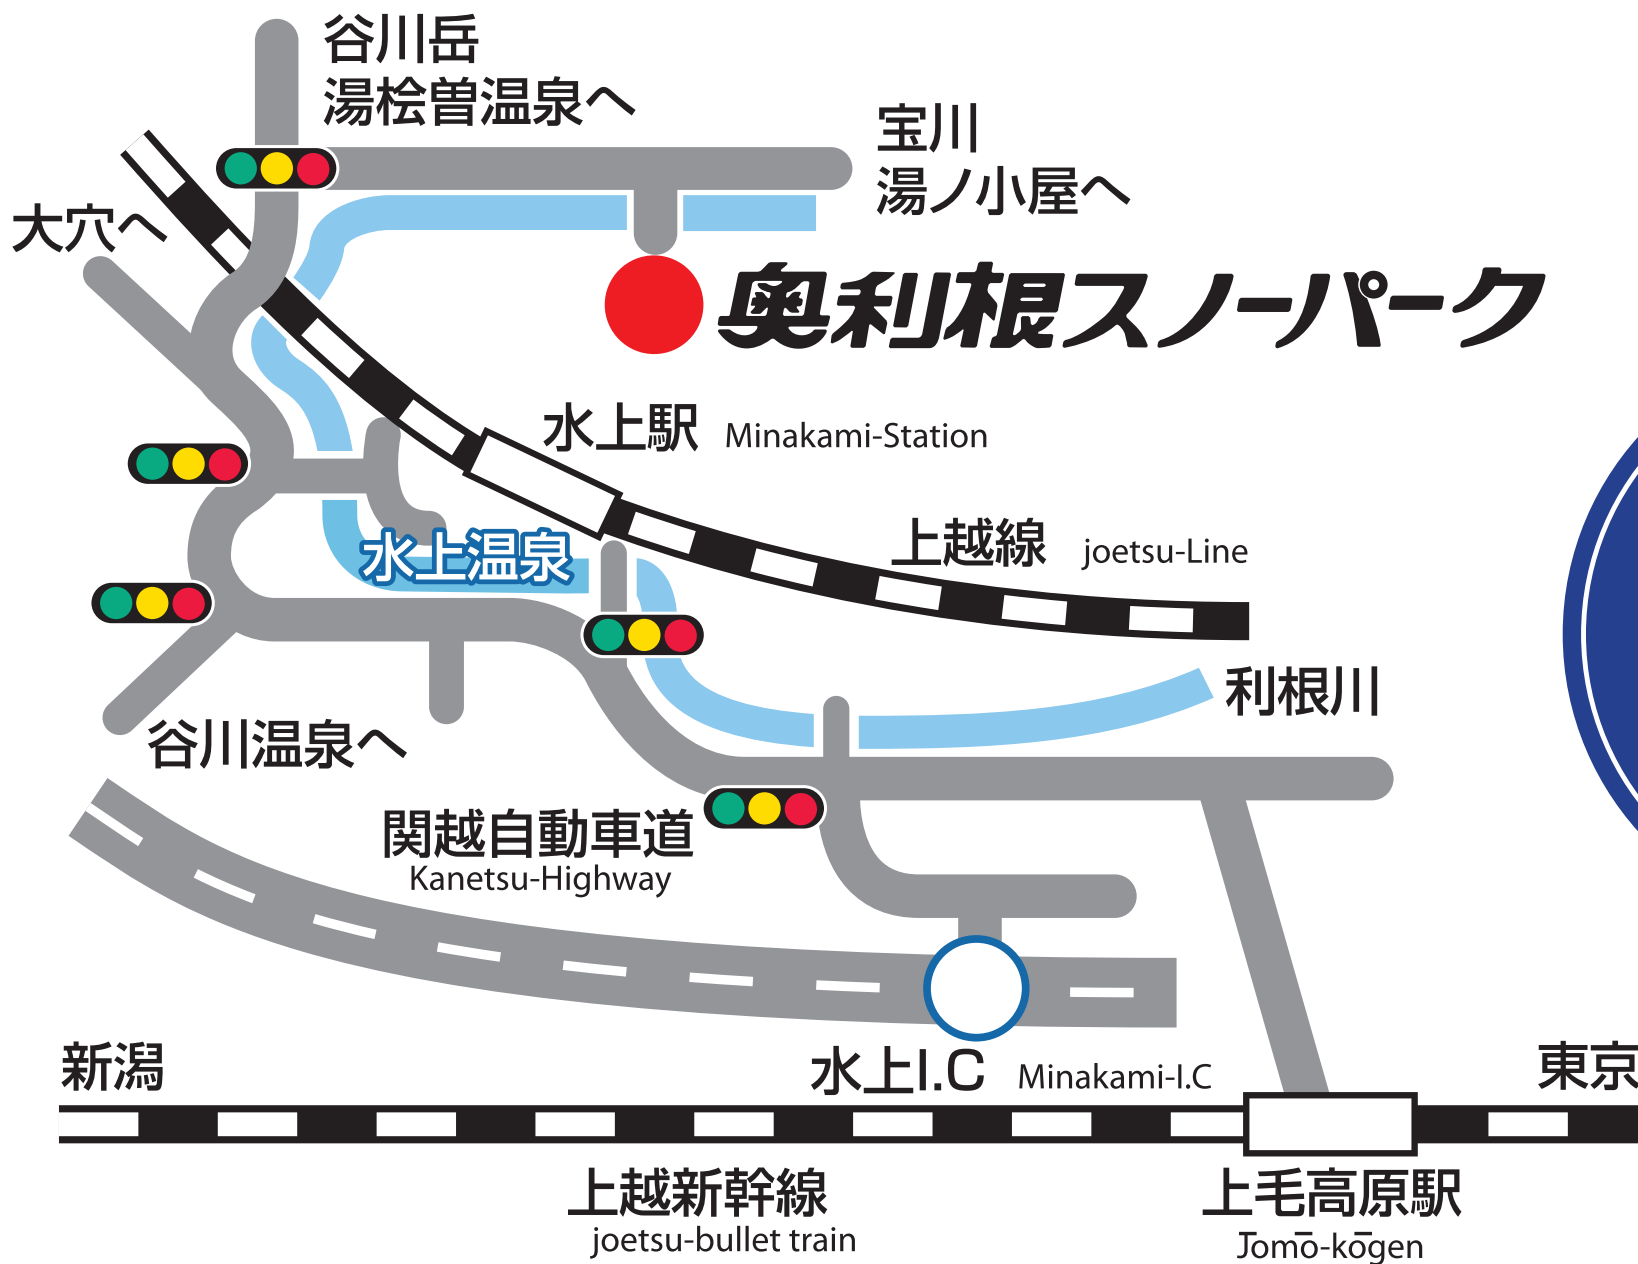 谷川岳
湯桧曽温泉へ
宝川
湯ノ小屋へ
大穴へ
奥利根スノーパーク
水上駅 Minakami-Station
上越線 joetsu-Line
水上温泉
利根川
谷川温泉へ
関越自動車道
Kanetsu-Highway
新潟
水上I.C Minakami-I.C
東京
上越新幹線
joetsu-bullet train
上毛高原駅
Jomō-kōgen